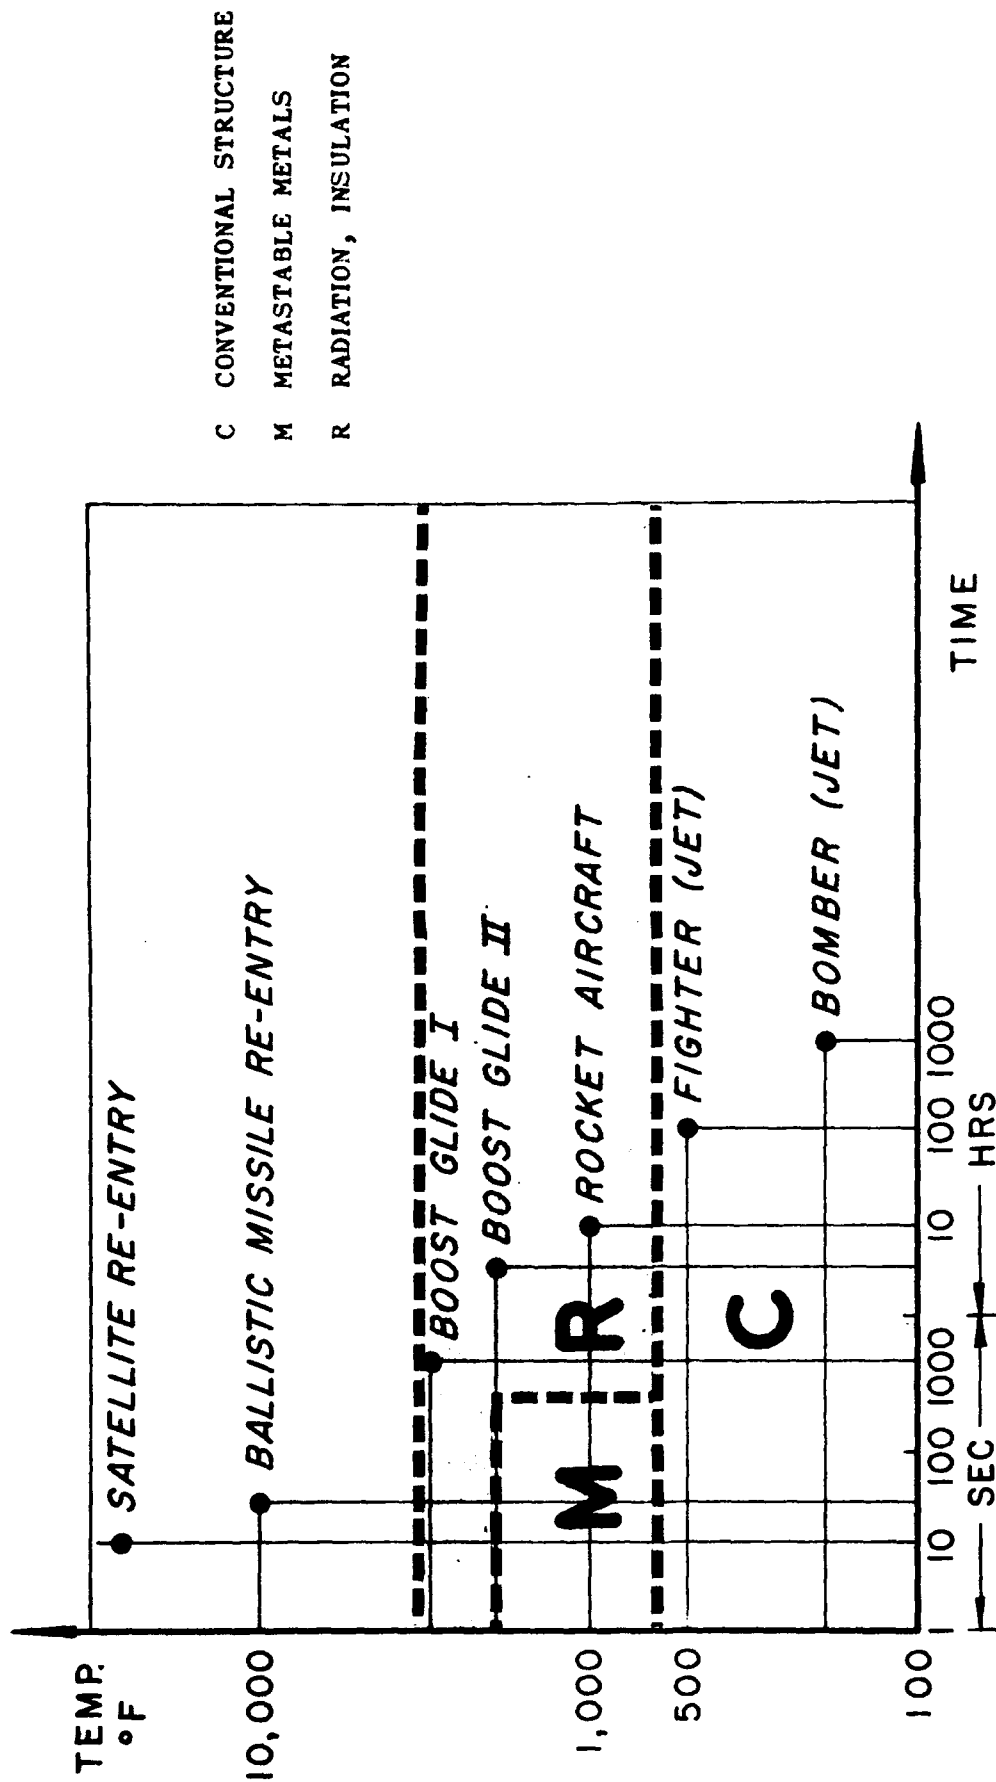 TEMP.
°F
10,000
1,000
500
100
SATELLITE RE-ENTRY
BALLISTIC MISSILE RE-ENTRY
BOOST GLIDE I
BOOST GLIDE II
ROCKET AIRCRAFT
FIGHTER (JET)
BOMBER (JET)
M
R
C
1 10 100 1000 10 100 1000
SEC HRS
TIME
C CONVENTIONAL STRUCTURE
M METASTABLE METALS
R RADIATION, INSULATION